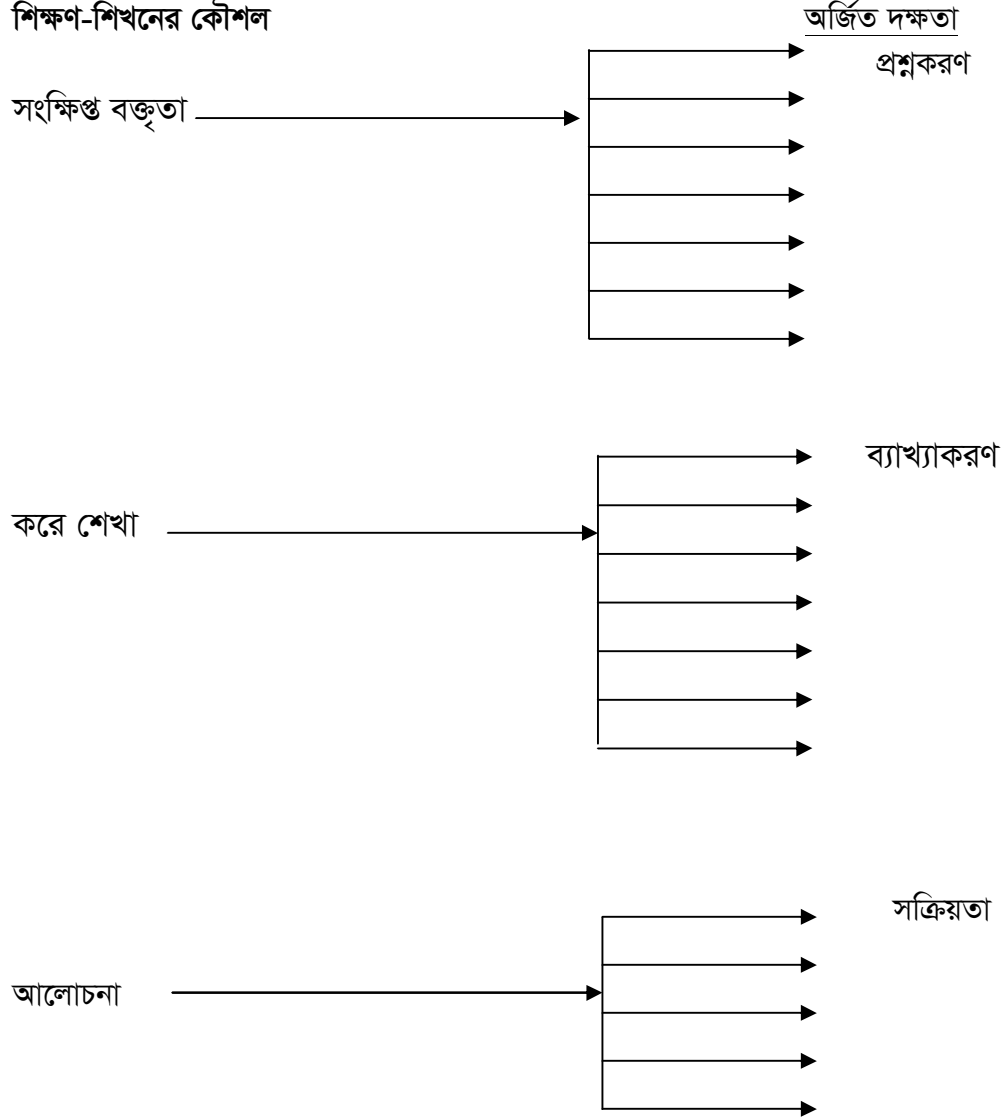 শিক্ষণ-শিখনের কৌশল অর্জিত দক্ষতা
প্রশ্নকরণ
সংক্ষিপ্ত বক্তৃতা
ব্যাখ্যাকরণ
করে শেখা
সক্রিয়তা
আলোচনা